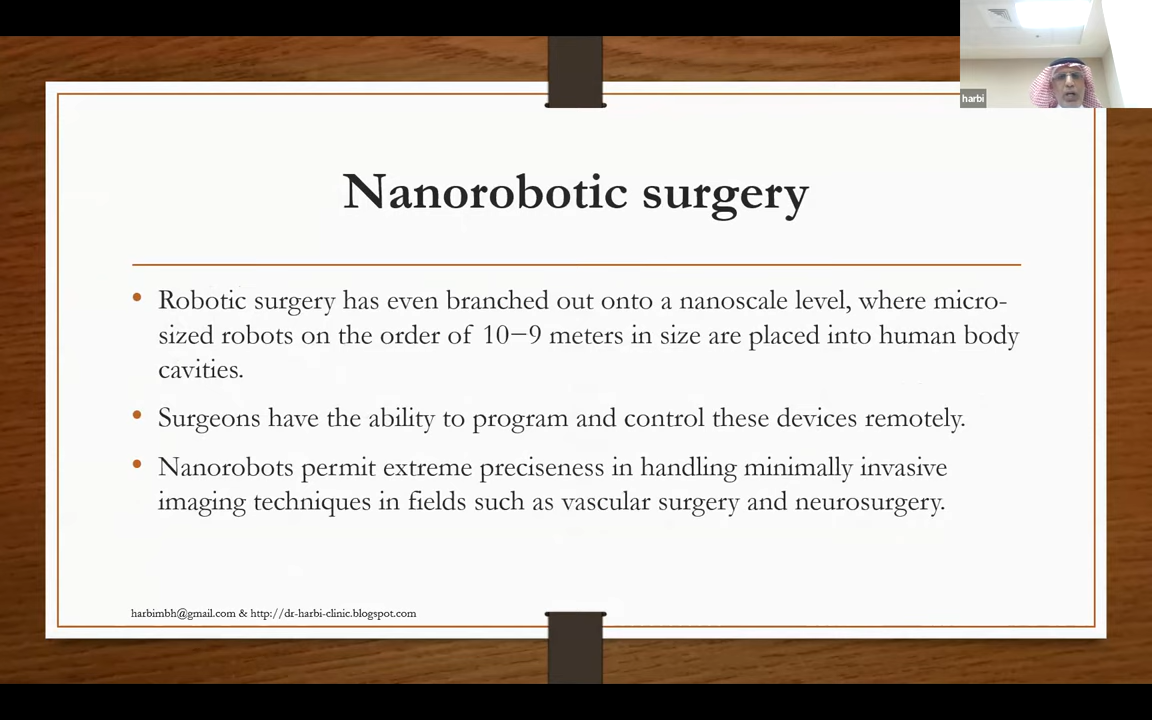 harbi
Nanorobotic surgery
• Robotic surgery has even branched out onto a nanoscale level, where micro-
sized robots on the order of 10−9 meters in size are placed into human body
cavities.
• Surgeons have the ability to program and control these devices remotely.
• Nanorobots permit extreme preciseness in handling minimally invasive
imaging techniques in fields such as vascular surgery and neurosurgery.
harbimbh@gmail.com & http://dr-harbi-clinic.blogspot.com